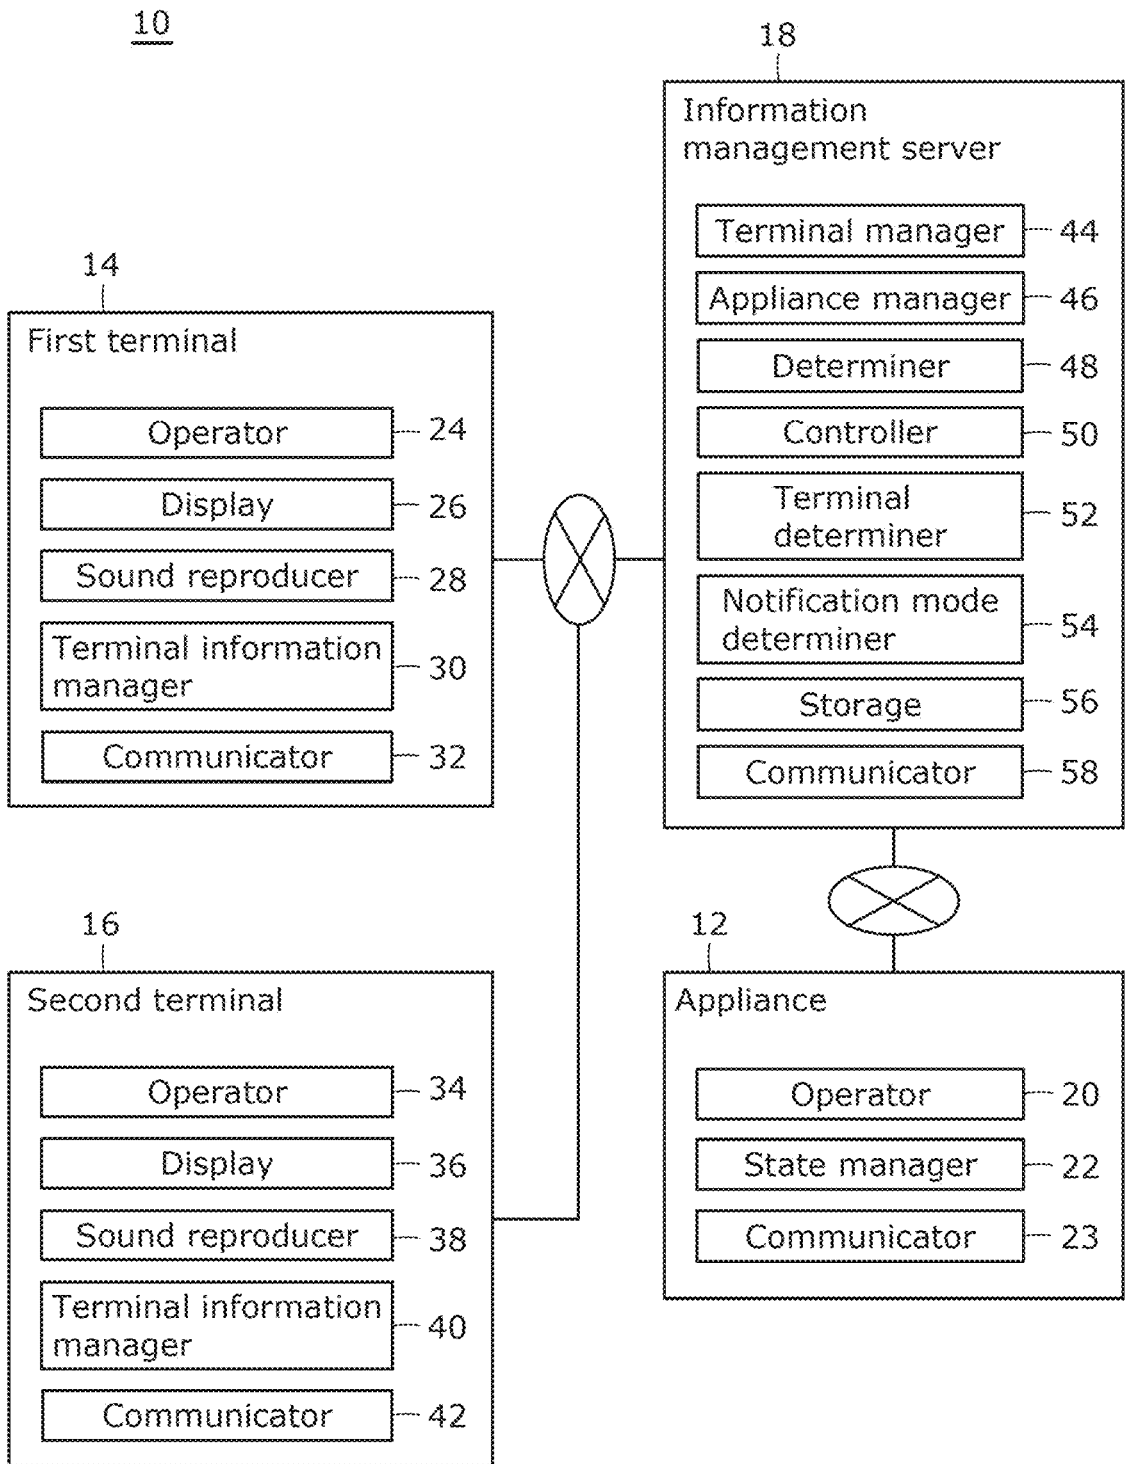 10
18
Information
management server
Terminal manager 44
Appliance manager 46
Determiner 48
Controller 50
Terminal
determiner 52
Notification mode
determiner 54
Storage 56
Communicator 58
14
First terminal
Operator 24
Display 26
Sound reproducer 28
Terminal information
manager 30
Communicator 32
16
Second terminal
Operator 34
Display 36
Sound reproducer 38
Terminal information
manager 40
Communicator 42
12
Appliance
Operator 20
State manager 22
Communicator 23